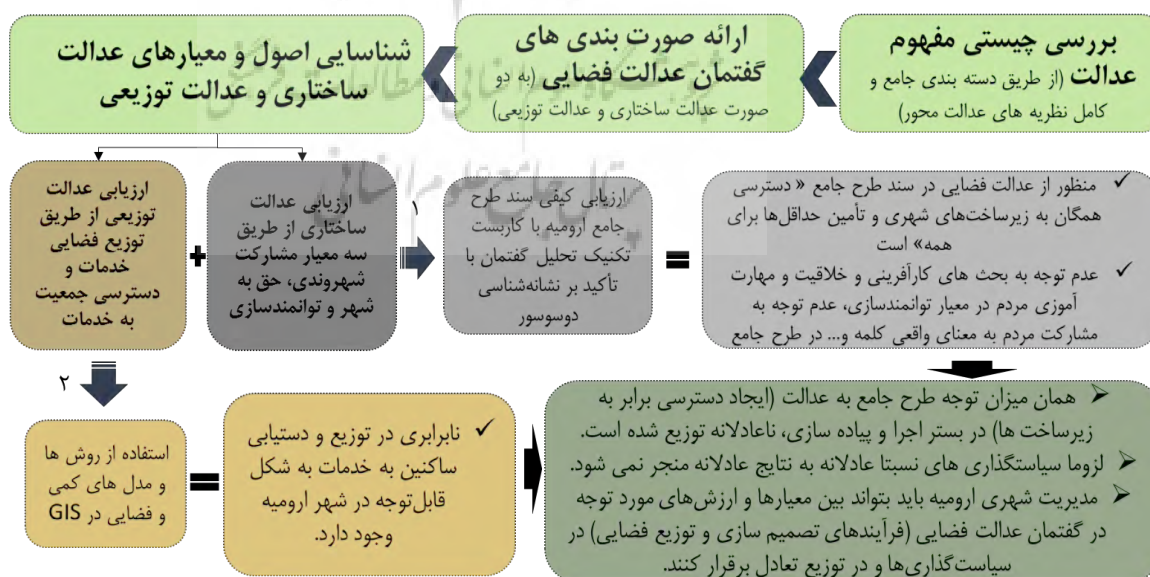 بررسی چیستی مفهوم
عدالت (از طریق دسته بندی جامع و
کامل نظریه های عدالت محور)
ارائه صورت بندی های
گفتمان عدالت فضایی (به دو
صورت عدالت ساختاری و عدالت توزیعی)
شناسایی اصول و معیارهای عدالت
ساختاری و عدالت توزیعی
پژوهشگاه علوم انسانی و مطالعات فرهنگی
پرتال جامع علوم انسانی
ارزیابی عدالت
توزیعی از طریق
توزیع فضایی
خدمات و
دسترسی جمعیت
به خدمات
+
ارزیابی عدالت
ساختاری از طریق
سه معیار مشارکت
شهروندی، حق به
شهر و توانمندسازی
۱
ارزیابی کیفی سند طرح
جامع ارومیه با کاربست
تکنیک تحلیل گفتمان با
تأکید بر نشانه‌شناسی
دوسوسور
=
✓ منظور از عدالت فضایی در سند طرح جامع « دسترسی
همگان به زیرساخت‌های شهری و تأمین حداقل‌ها برای
همه» است
✓ عدم توجه به بحث های کارآفرینی و خلاقیت و مهارت
آموزی مردم در معیار توانمندسازی، عدم توجه به
مشارکت مردم به معنای واقعی کلمه و... در طرح جامع
۲
استفاده از روش ها
و مدل های کمی
و فضایی در GIS
=
✓ نابرابری در توزیع و دستیابی
ساکنین به خدمات به شکل
قابل‌توجه در شهر ارومیه
وجود دارد.
➢ همان میزان توجه طرح جامع به عدالت (ایجاد دسترسی برابر به
زیرساخت ها) در بستر اجرا و پیاده سازی، ناعادلانه توزیع شده است.
➢ لزوما سیاستگذاری های نسبتا عادلانه به نتایج عادلانه منجر نمی شود.
➢ مدیریت شهری ارومیه باید بتواند بین معیارها و ارزش‌های مورد توجه
در گفتمان عدالت فضایی (فرآیندهای تصمیم سازی و توزیع فضایی) در
سیاست‌گذاری‌ها و در توزیع تعادل برقرار کنند.